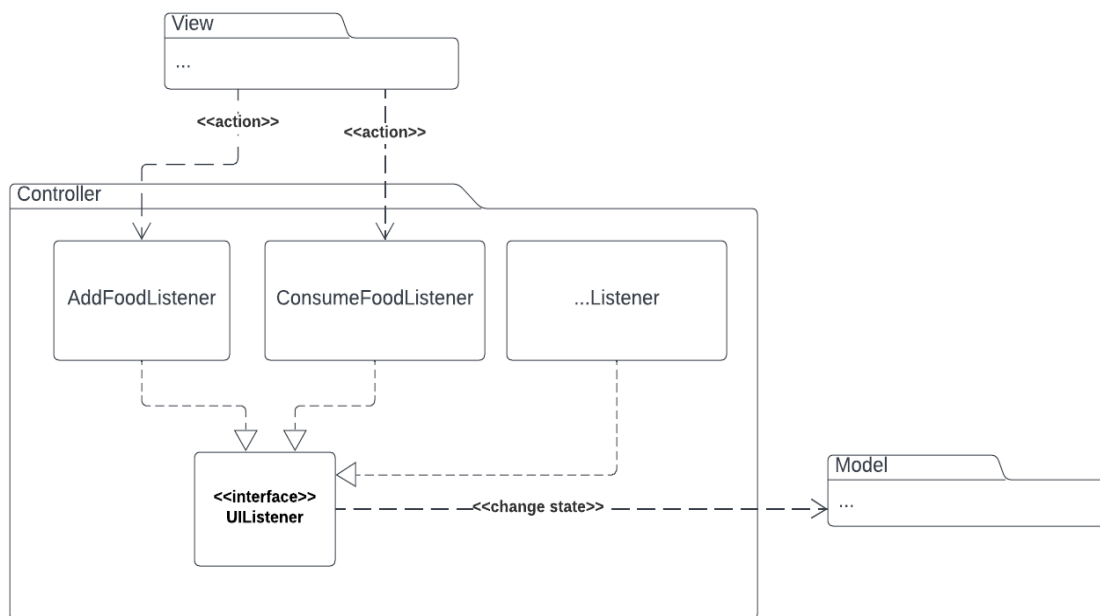 View
...
<<action>>
<<action>>
Controller
AddFoodListener
ConsumeFoodListener
...Listener
<<interface>>
UIListener
<<change state>>
Model
...